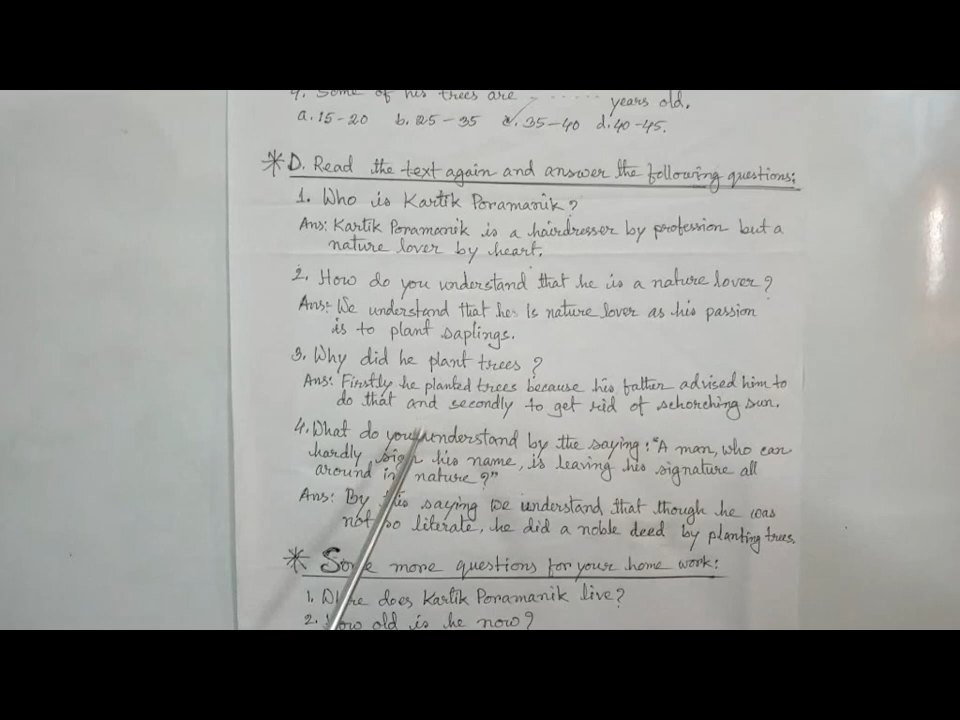 4. Some of his trees are ...... years old.
a. 15-20 b. 25-35 c. 35-40 d. 40-45.
* D. Read the text again and answer the following questions:
1. Who is Kartik Poramanik?
Ans: Kartik Poramanik is a hairdresser by profession but a
nature lover by heart.
2. How do you understand that he is a nature lover?
Ans: We understand that he is nature lover as his passion
is to plant saplings.
3. Why did he plant trees?
Ans: Firstly he planted trees because his father advised him to
do that and secondly to get rid of schorching sun.
4. What do you understand by the saying: "A man, who can
hardly sign his name, is leaving his signature all
around in nature?"
Ans: By this saying we understand that though he was
not so literate, he did a noble deed by planting trees.
* Some more questions for your home work:
1. Where does Kartik Poramanik live?
2. How old is he now?